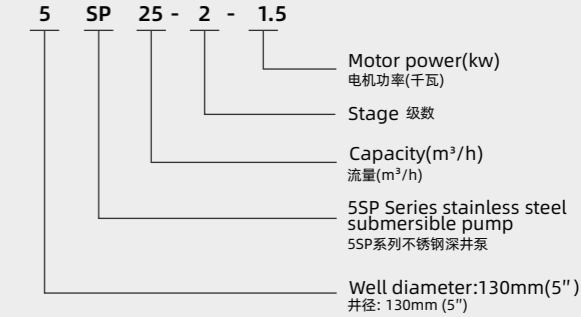 5 SP 25 - 2 - 1.5
Motor power(kw)
电机功率(千瓦)
Stage 级数
Capacity(m³/h)
流量(m³/h)
5SP Series stainless steel
submersible pump
5SP系列不锈钢深井泵
Well diameter:130mm(5")
井径: 130mm (5")